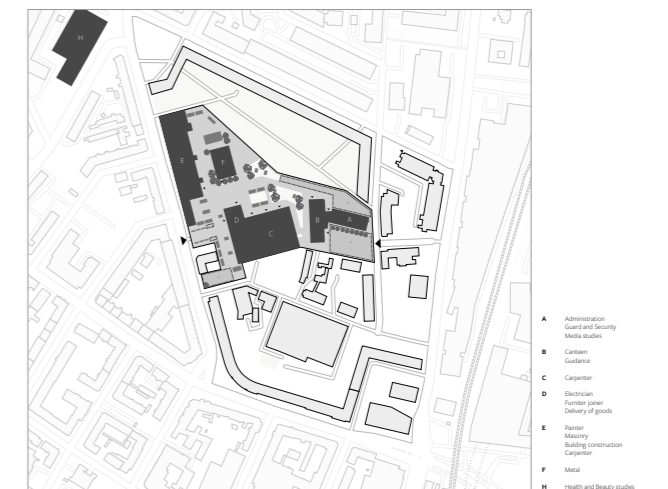 H
E
F
D
C
B
A
A Administration
Guard and Security
Media studies
B Canteen
Guidance
C Carpenter
D Electrician
Furniter joiner
Delivery of goods
E Painter
Masonry
Building construction
Carpenter
F Metal
H Health and Beauty studies